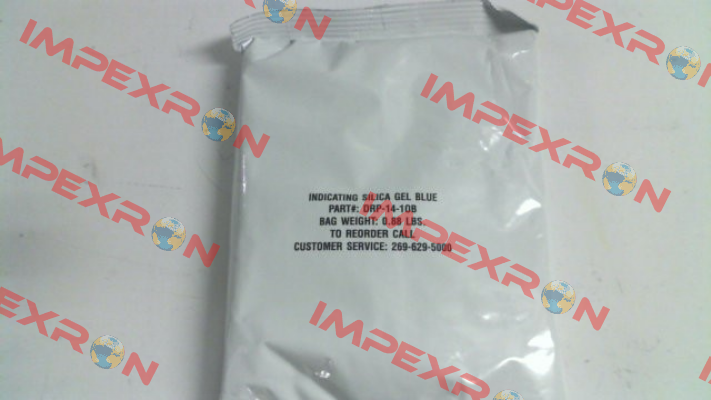 IMPEXRON
IMPEXRON
IMPEXRON
IMPEXRON
INDICATING SILICA GEL BLUE
PART#: DRP-14-10B
BAG WEIGHT: 0.88 LBS.
TO REORDER CALL
CUSTOMER SERVICE: 269-629-5000
IMPEXRON
IMPEXRON
IMPEXRON
IMPEXRON